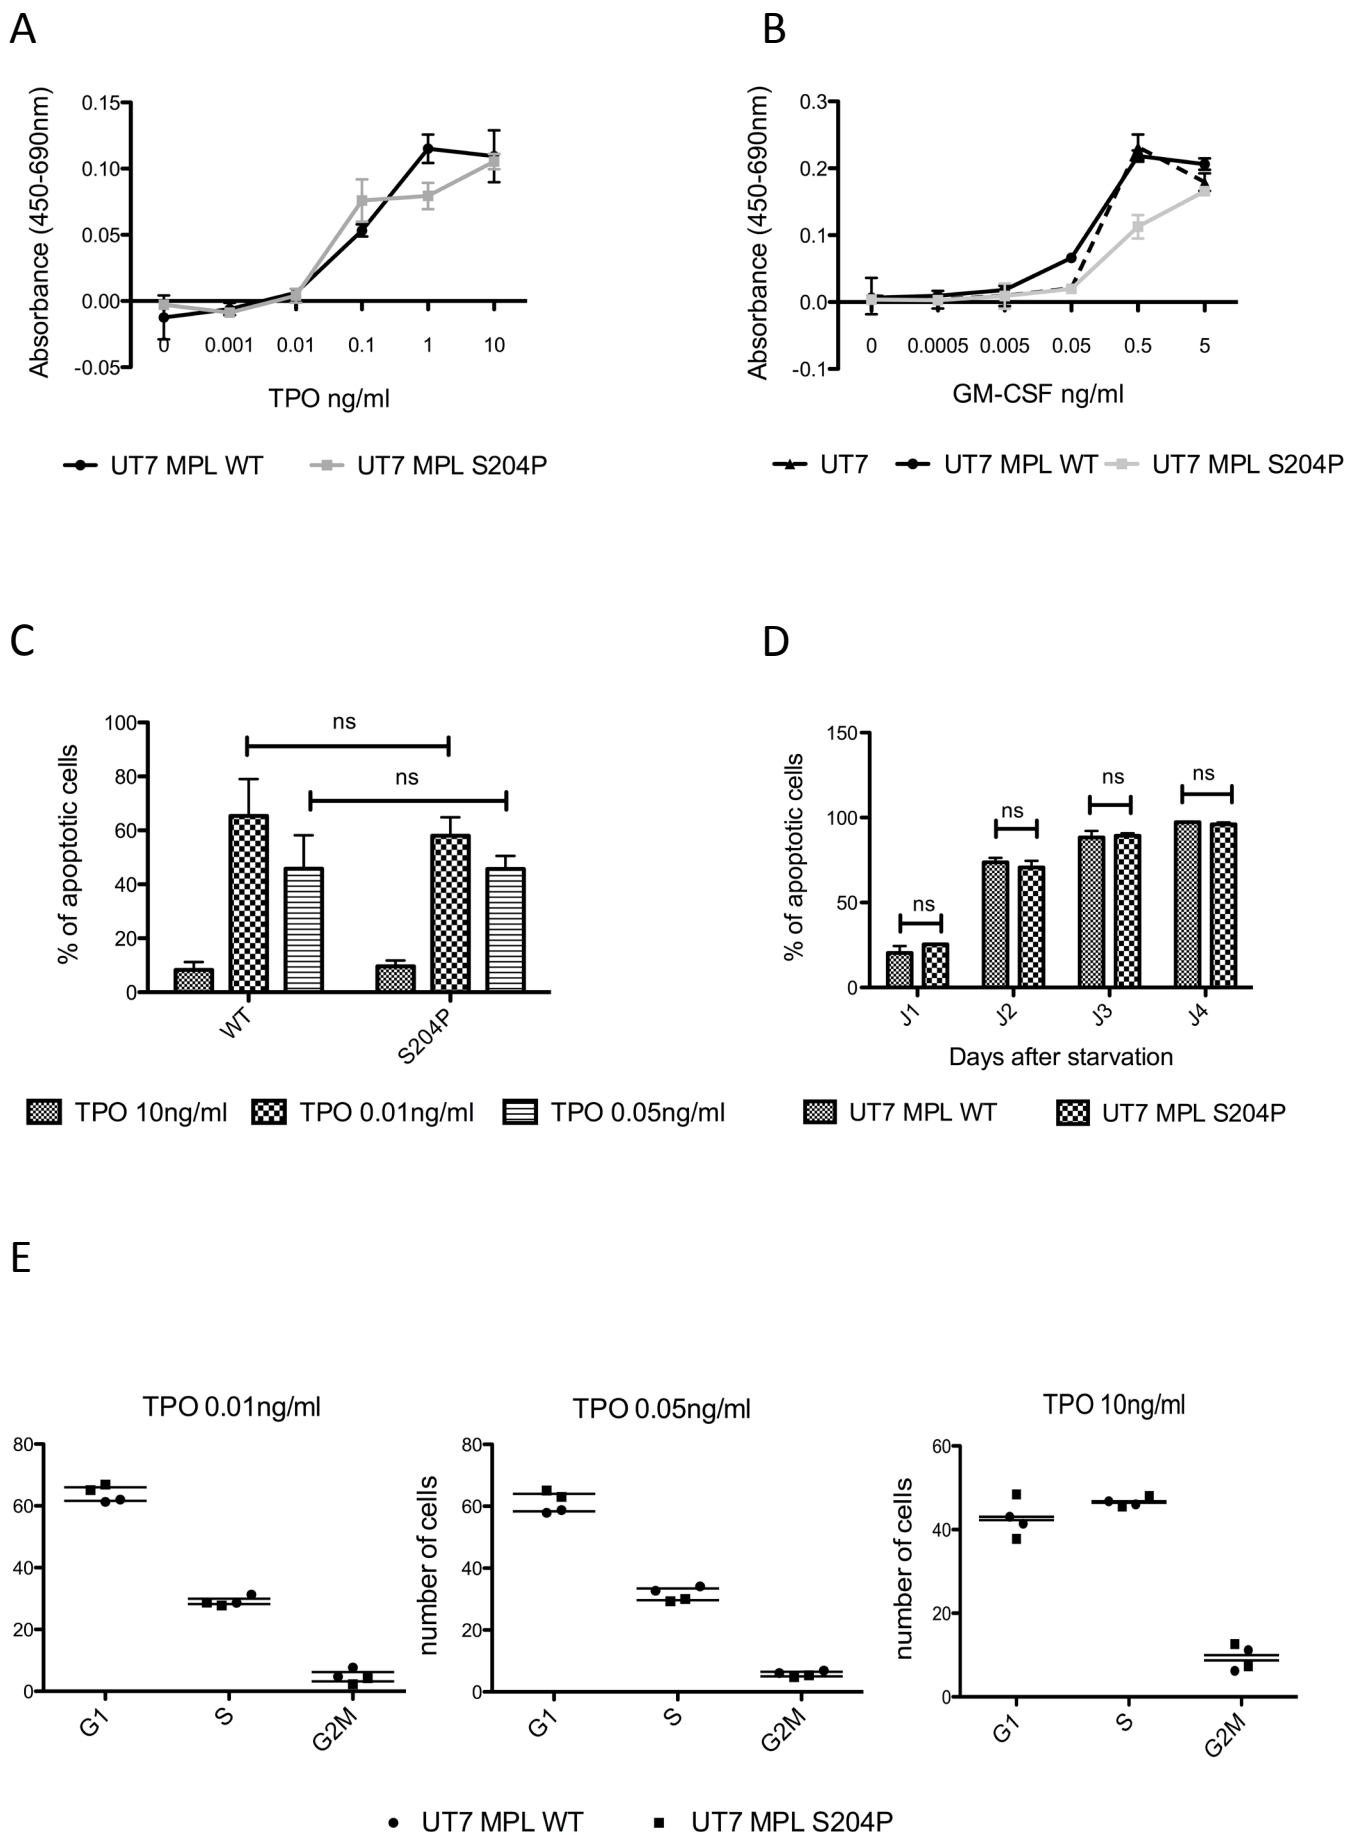 A
B
0.15
0.10
0.05
0.00
-0.05
Absorbance (450-690nm)
0 0.001 0.01 0.1 1 10
TPO ng/ml
UT7 MPL WT UT7 MPL S204P
0.3
0.2
0.1
0.0
-0.1
Absorbance (450-690nm)
0 0.0005 0.005 0.05 0.5 5
GM-CSF ng/ml
UT7 UT7 MPL WT UT7 MPL S204P
C
D
100
80
60
40
20
0
% of apoptotic cells
ns
ns
WT S204P
TPO 10ng/ml TPO 0.01ng/ml TPO 0.05ng/ml
150
100
50
0
% of apoptotic cells
ns
ns
ns
ns
J1 J2 J3 J4
Days after starvation
UT7 MPL WT UT7 MPL S204P
E
TPO 0.01ng/ml
80
60
40
20
0
G1 S G2M
TPO 0.05ng/ml
80
60
40
20
0
number of cells
G1 S G2M
TPO 10ng/ml
60
40
20
0
number of cells
G1 S G2M
UT7 MPL WT UT7 MPL S204P